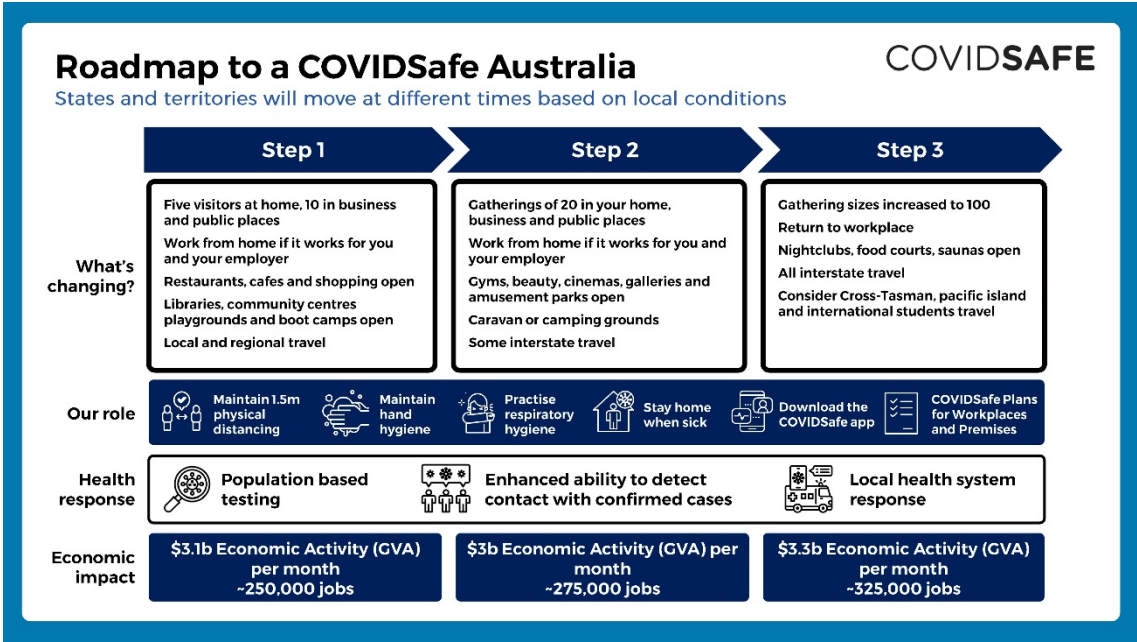 Roadmap to a COVIDSafe Australia
COVIDSAFE
States and territories will move at different times based on local conditions
Step 1
Step 2
Step 3
What's
changing?
Five visitors at home, 10 in business
and public places
Work from home if it works for you
and your employer
Restaurants, cafes and shopping open
Libraries, community centres
playgrounds and boot camps open
Local and regional travel
Gatherings of 20 in your home,
business and public places
Work from home if it works for you and
your employer
Gyms, beauty, cinemas, galleries and
amusement parks open
Caravan or camping grounds
Some interstate travel
Gathering sizes increased to 100
Return to workplace
Nightclubs, food courts, saunas open
All interstate travel
Consider Cross-Tasman, pacific island
and international students travel
Our role
Maintain 1.5m
physical
distancing
Maintain
hand
hygiene
Practise
respiratory
hygiene
Stay home
when sick
Download the
COVIDSafe app
COVIDSafe Plans
for Workplaces
and Premises
Health
response
Population based
testing
Enhanced ability to detect
contact with confirmed cases
Local health system
response
Economic
impact
$3.1b Economic Activity (GVA)
per month
~250,000 jobs
$3b Economic Activity (GVA) per
month
~275,000 jobs
$3.3b Economic Activity (GVA)
per month
~325,000 jobs